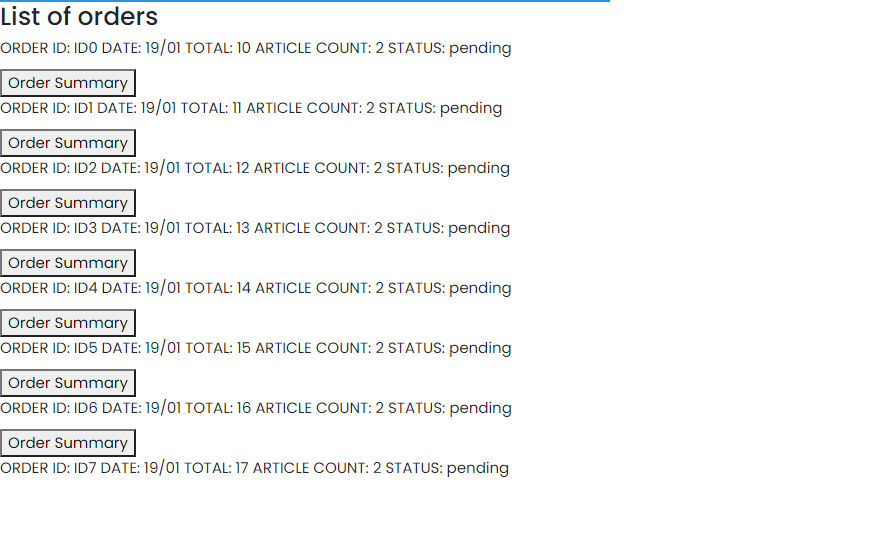 List of orders
ORDER ID: ID0 DATE: 19/01 TOTAL: 10 ARTICLE COUNT: 2 STATUS: pending
Order Summary
ORDER ID: ID1 DATE: 19/01 TOTAL: 11 ARTICLE COUNT: 2 STATUS: pending
Order Summary
ORDER ID: ID2 DATE: 19/01 TOTAL: 12 ARTICLE COUNT: 2 STATUS: pending
Order Summary
ORDER ID: ID3 DATE: 19/01 TOTAL: 13 ARTICLE COUNT: 2 STATUS: pending
Order Summary
ORDER ID: ID4 DATE: 19/01 TOTAL: 14 ARTICLE COUNT: 2 STATUS: pending
Order Summary
ORDER ID: ID5 DATE: 19/01 TOTAL: 15 ARTICLE COUNT: 2 STATUS: pending
Order Summary
ORDER ID: ID6 DATE: 19/01 TOTAL: 16 ARTICLE COUNT: 2 STATUS: pending
Order Summary
ORDER ID: ID7 DATE: 19/01 TOTAL: 17 ARTICLE COUNT: 2 STATUS: pending